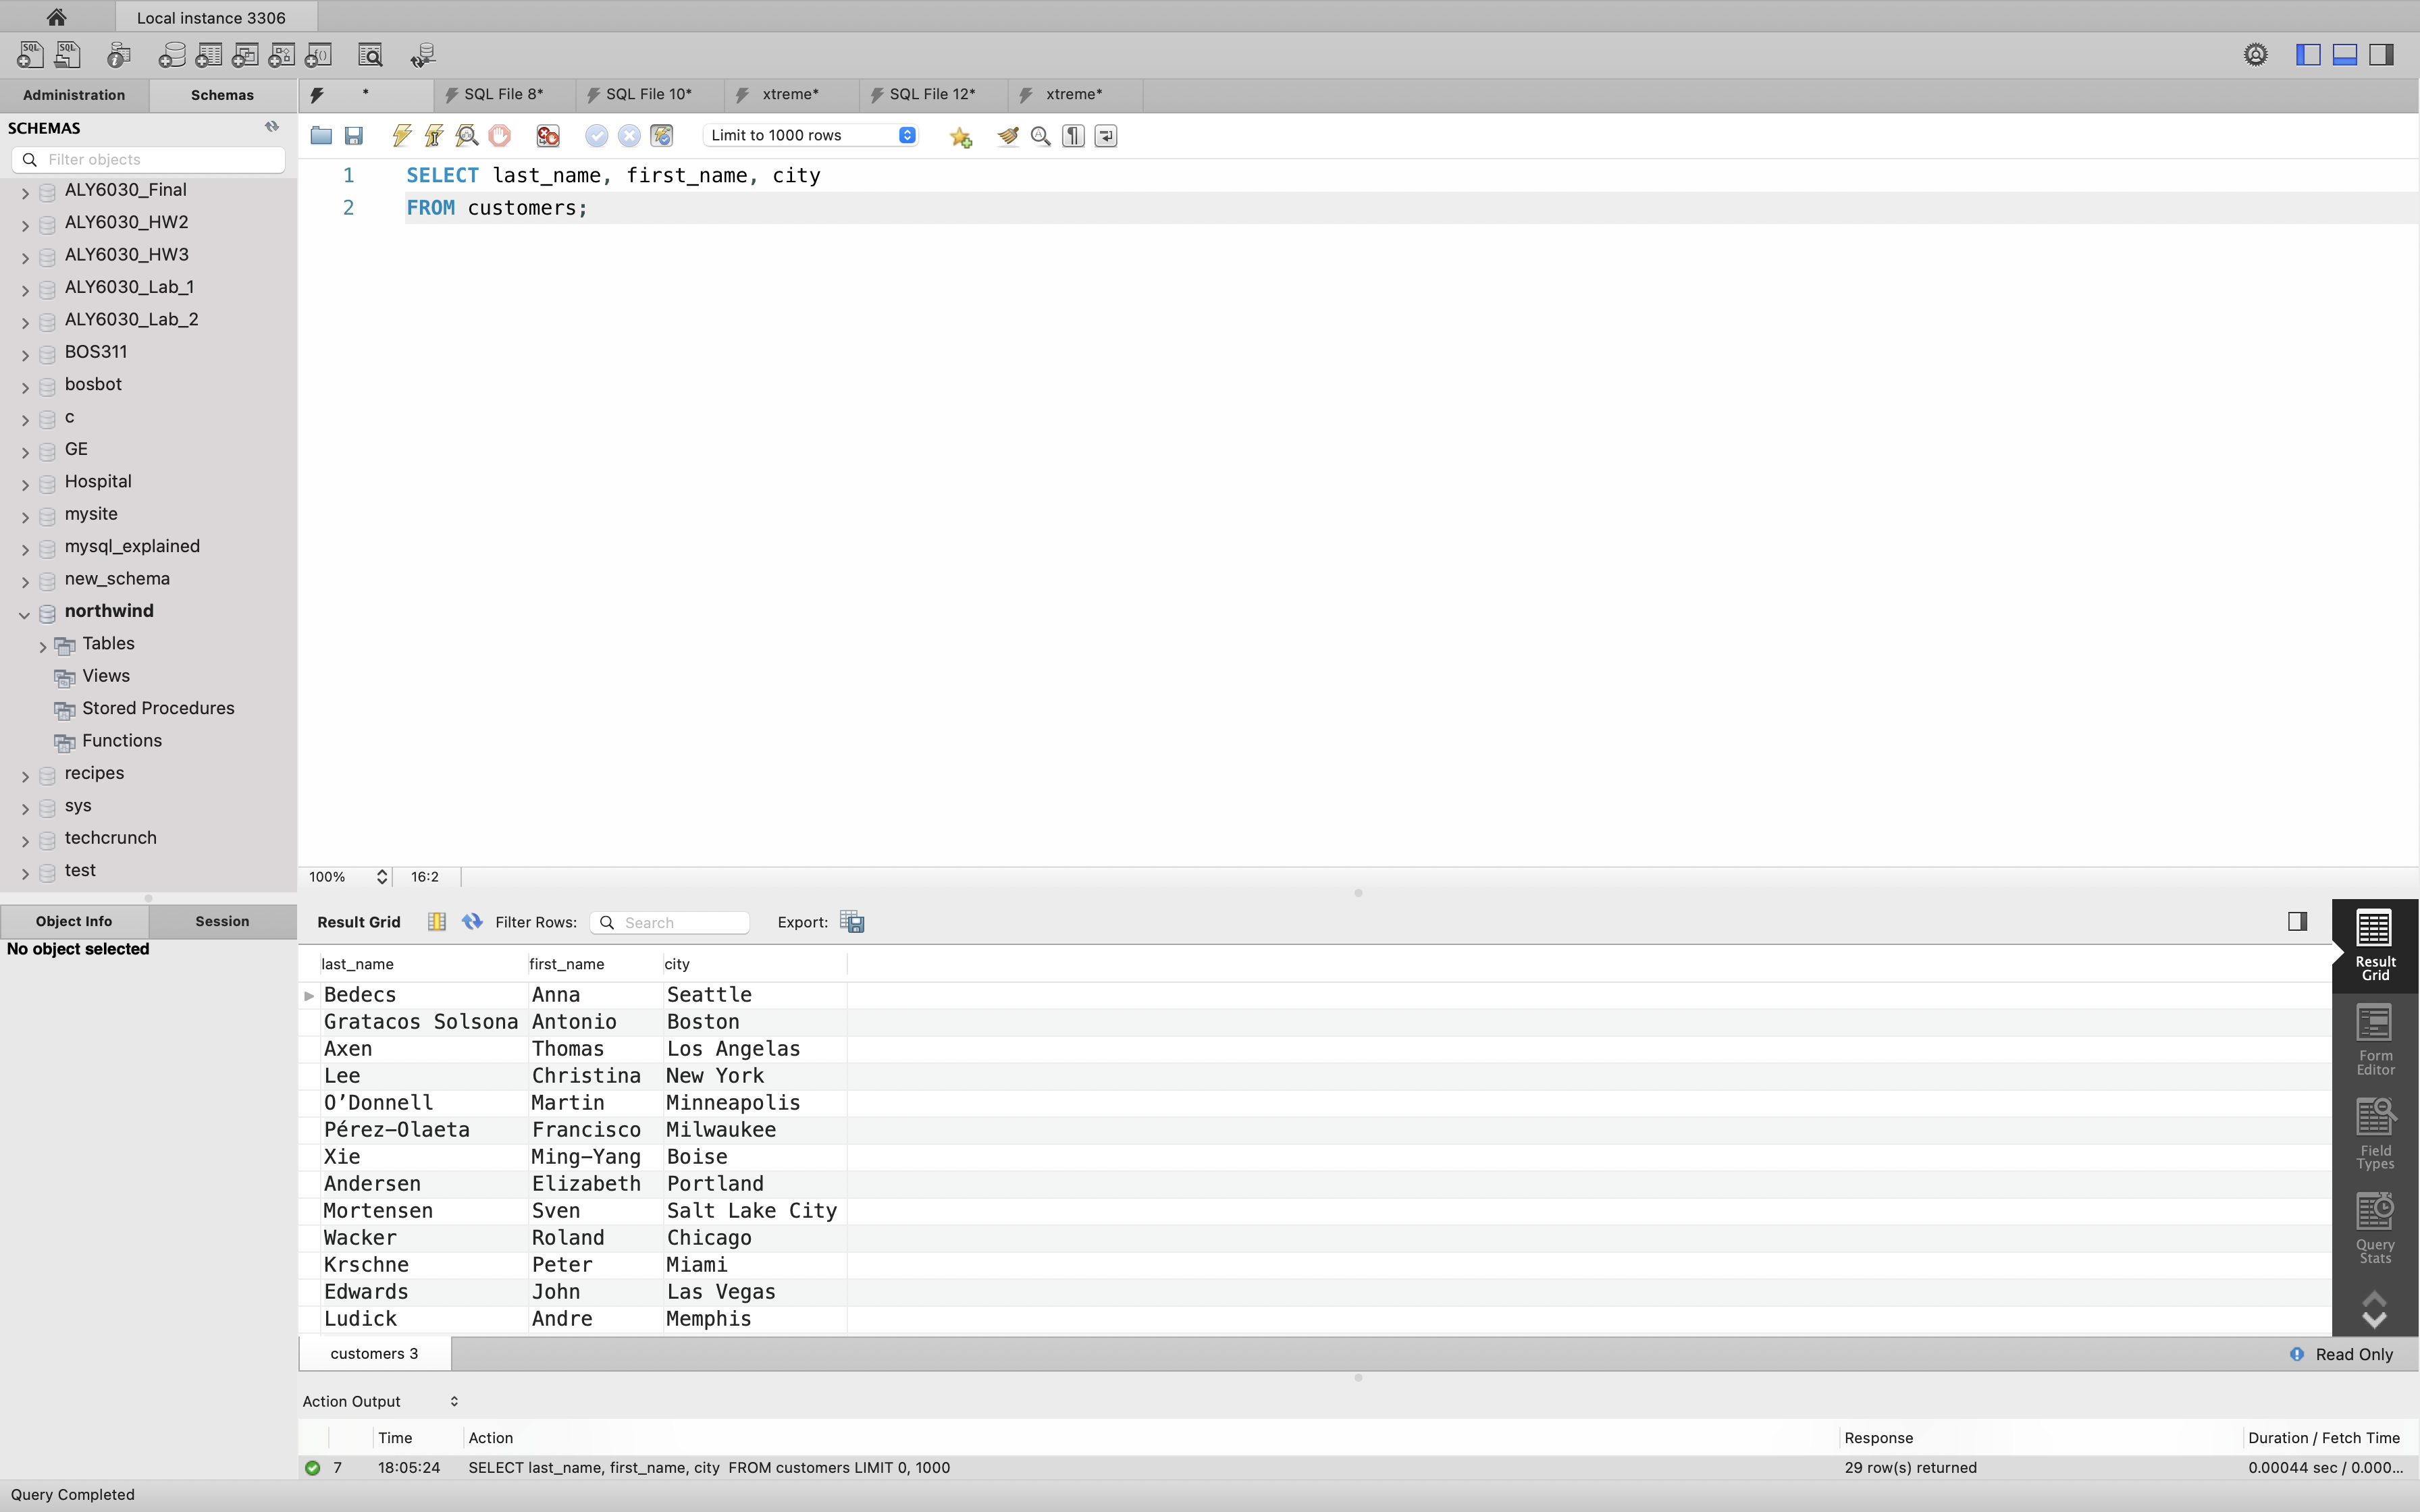 Local instance 3306
Administration Schemas * SQL File 8* SQL File 10* xtreme* SQL File 12* xtreme*
SCHEMAS
Filter objects
ALY6030_Final
ALY6030_HW2
ALY6030_HW3
ALY6030_Lab_1
ALY6030_Lab_2
BOS311
bosbot
c
GE
Hospital
mysite
mysql_explained
new_schema
northwind
Tables
Views
Stored Procedures
Functions
recipes
sys
techcrunch
test
Limit to 1000 rows
1 SELECT last_name, first_name, city
2 FROM customers;
100% 16:2
Object Info Session
No object selected
Result Grid Filter Rows: Search Export:
last_name first_name city
Bedecs Anna Seattle
Gratacos Solsona Antonio Boston
Axen Thomas Los Angelas
Lee Christina New York
O’Donnell Martin Minneapolis
Pérez-Olaeta Francisco Milwaukee
Xie Ming-Yang Boise
Andersen Elizabeth Portland
Mortensen Sven Salt Lake City
Wacker Roland Chicago
Krschne Peter Miami
Edwards John Las Vegas
Ludick Andre Memphis
Result
Grid
Form
Editor
Field
Types
Query
Stats
customers 3 Read Only
Action Output
Time Action Response Duration / Fetch Time
7 18:05:24 SELECT last_name, first_name, city FROM customers LIMIT 0, 1000 29 row(s) returned 0.00044 sec / 0.000...
Query Completed